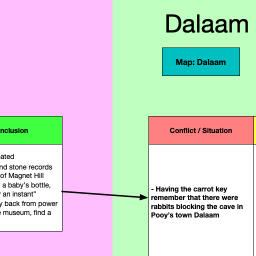 Dalaam
Map: Dalaam
nclusion
Conflict / Situation
ated
nd stone records
of Magnet Hill
a baby's bottle,
an instant"
y back from power
museum, find a
- Having the carrot key
remember that there were
rabbits blocking the cave in
Pooy's town Dalaam